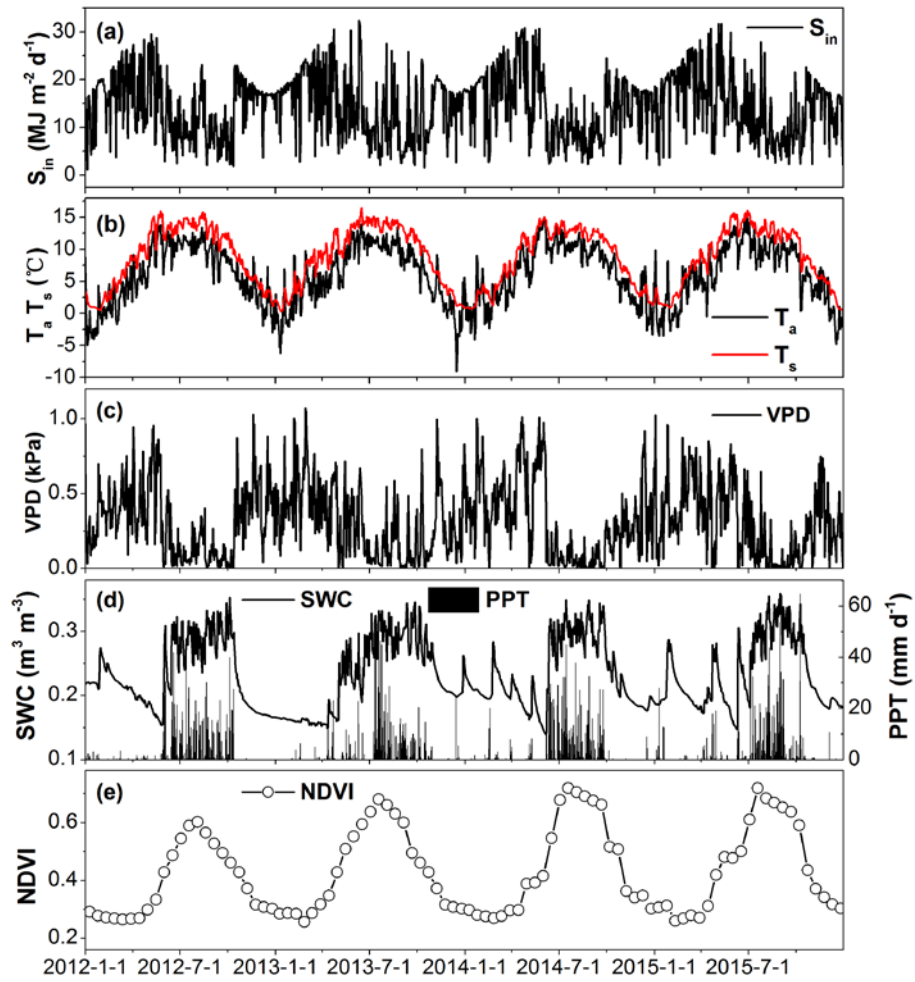 (a)
S_in
30
20
10
0
S_in (MJ m⁻² d⁻¹)
(b)
15
10
5
0
-5
-10
T_a T_s (℃)
T_a
T_s
(c)
VPD
1.0
0.5
0.0
VPD (kPa)
(d)
SWC
PPT
0.3
0.2
0.1
SWC (m³ m⁻³)
60
40
20
0
PPT (mm d⁻¹)
(e)
NDVI
0.6
0.4
0.2
NDVI
2012-1-1 2012-7-1 2013-1-1 2013-7-1 2014-1-1 2014-7-1 2015-1-1 2015-7-1